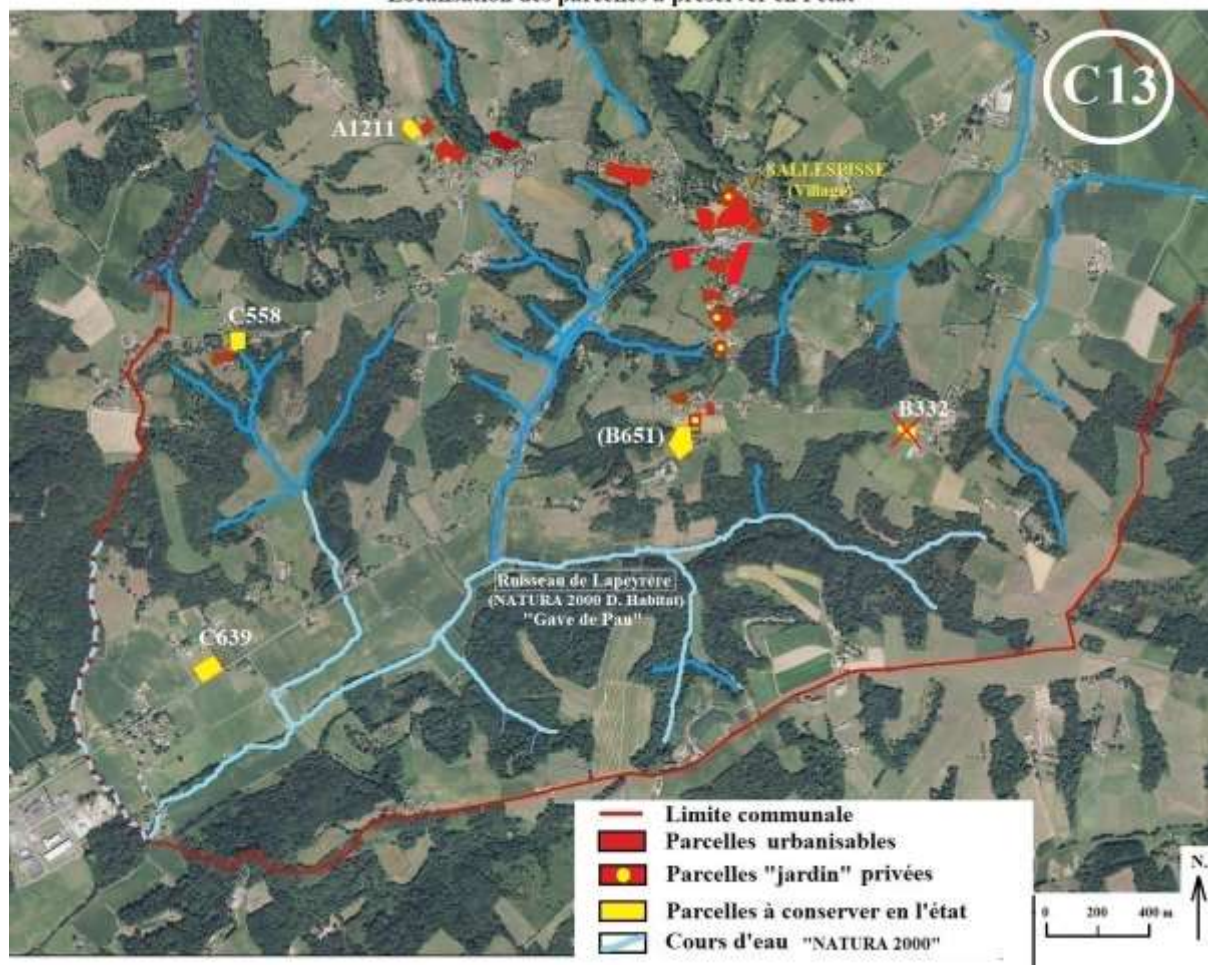 C13
A1211
SALLESPISSE
(Village)
C558
B332
(B651)
Ruisseau de Lapeyrère
(NATURA 2000 D. Habitat)
"Gave de Pau"
C639
Limite communale
Parcelles urbanisables
Parcelles "jardin" privées
Parcelles à conserver en l'état
Cours d'eau "NATURA 2000"
N.
0 200 400 m